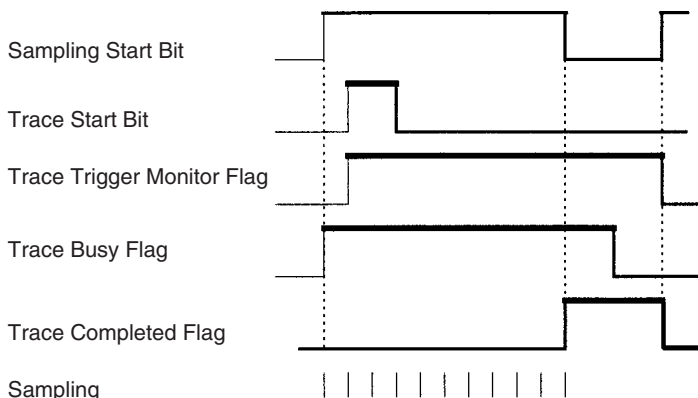 Sampling Start Bit
Trace Start Bit
Trace Trigger Monitor Flag
Trace Busy Flag
Trace Completed Flag
Sampling